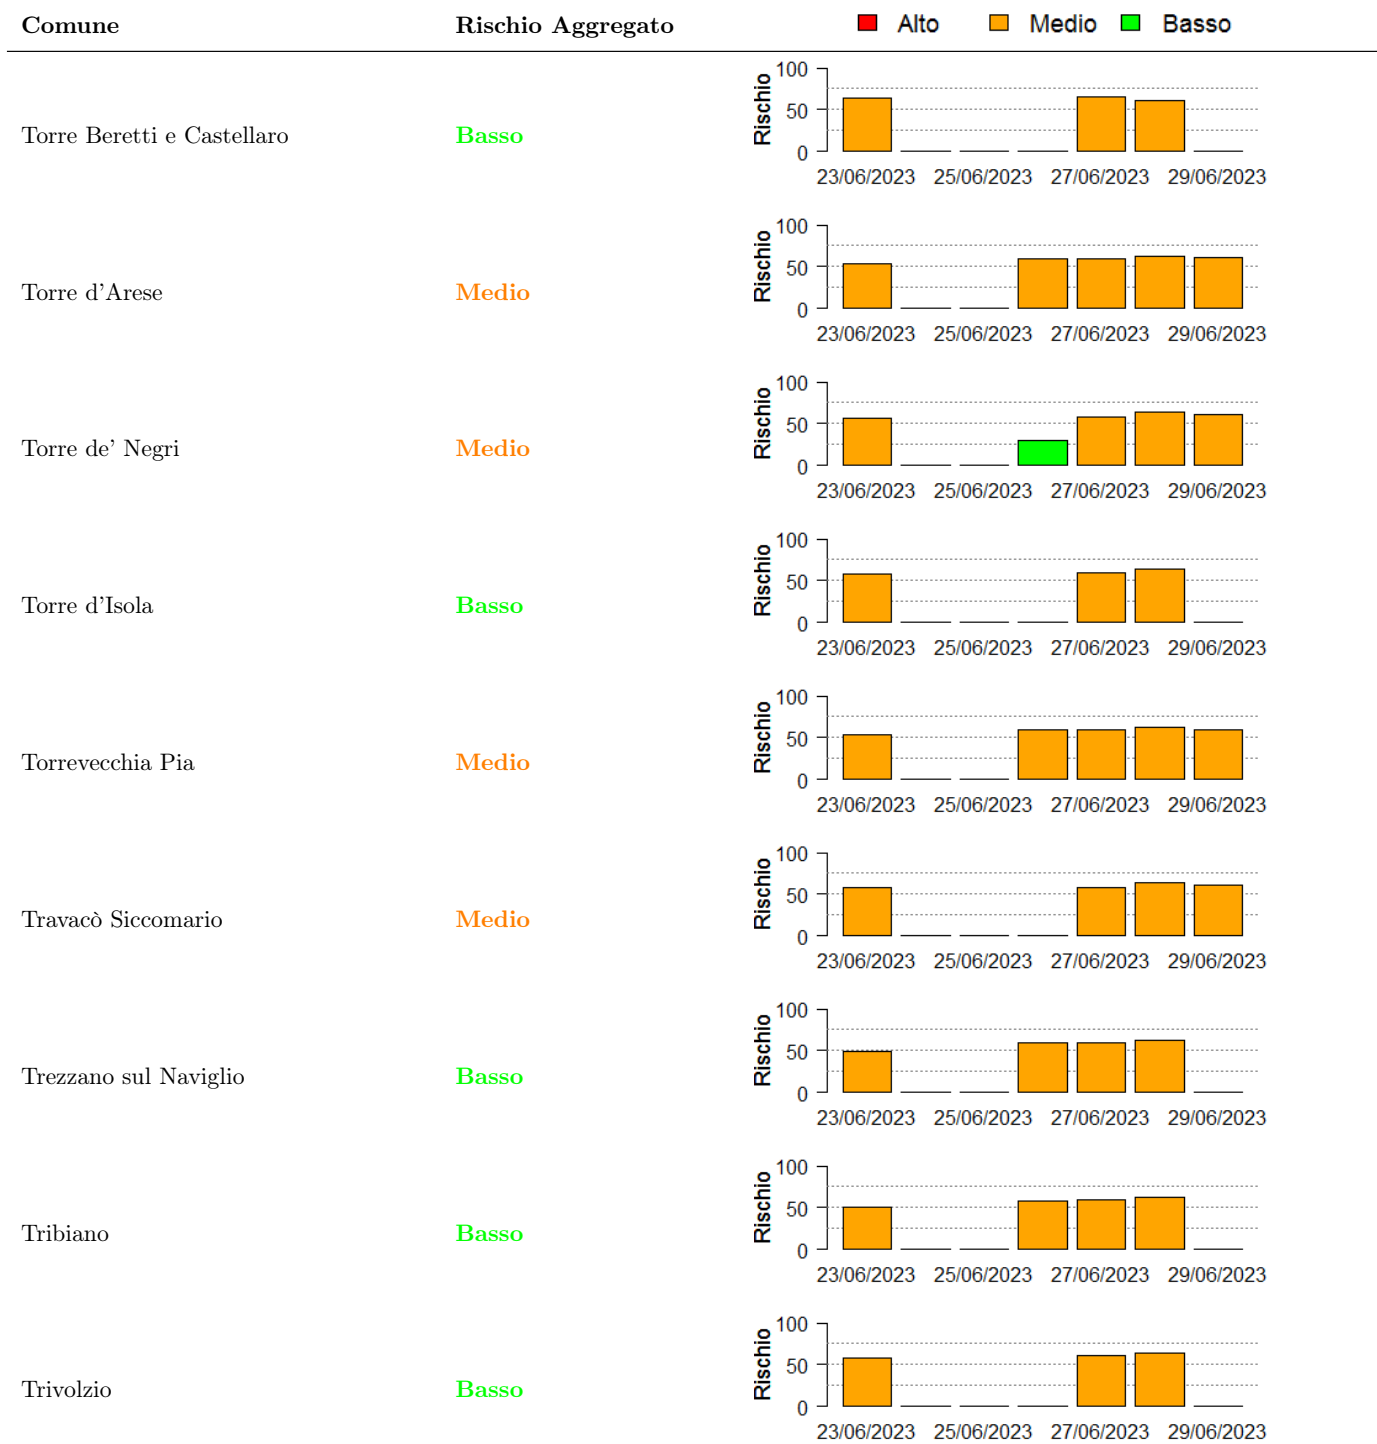 Comune Rischio Aggregato Alto Medio Basso
100
50
0
Rischio
Torre Beretti e Castellaro Basso
23/06/2023 25/06/2023 27/06/2023 29/06/2023
100
50
0
Rischio
Torre d'Arese Medio
23/06/2023 25/06/2023 27/06/2023 29/06/2023
100
50
0
Rischio
Torre de' Negri Medio
23/06/2023 25/06/2023 27/06/2023 29/06/2023
100
50
0
Rischio
Torre d'Isola Basso
23/06/2023 25/06/2023 27/06/2023 29/06/2023
100
50
0
Rischio
Torrevecchia Pia Medio
23/06/2023 25/06/2023 27/06/2023 29/06/2023
100
50
0
Rischio
Travacò Siccomario Medio
23/06/2023 25/06/2023 27/06/2023 29/06/2023
100
50
0
Rischio
Trezzano sul Naviglio Basso
23/06/2023 25/06/2023 27/06/2023 29/06/2023
100
50
0
Rischio
Tribiano Basso
23/06/2023 25/06/2023 27/06/2023 29/06/2023
100
50
0
Rischio
Trivolzio Basso
23/06/2023 25/06/2023 27/06/2023 29/06/2023